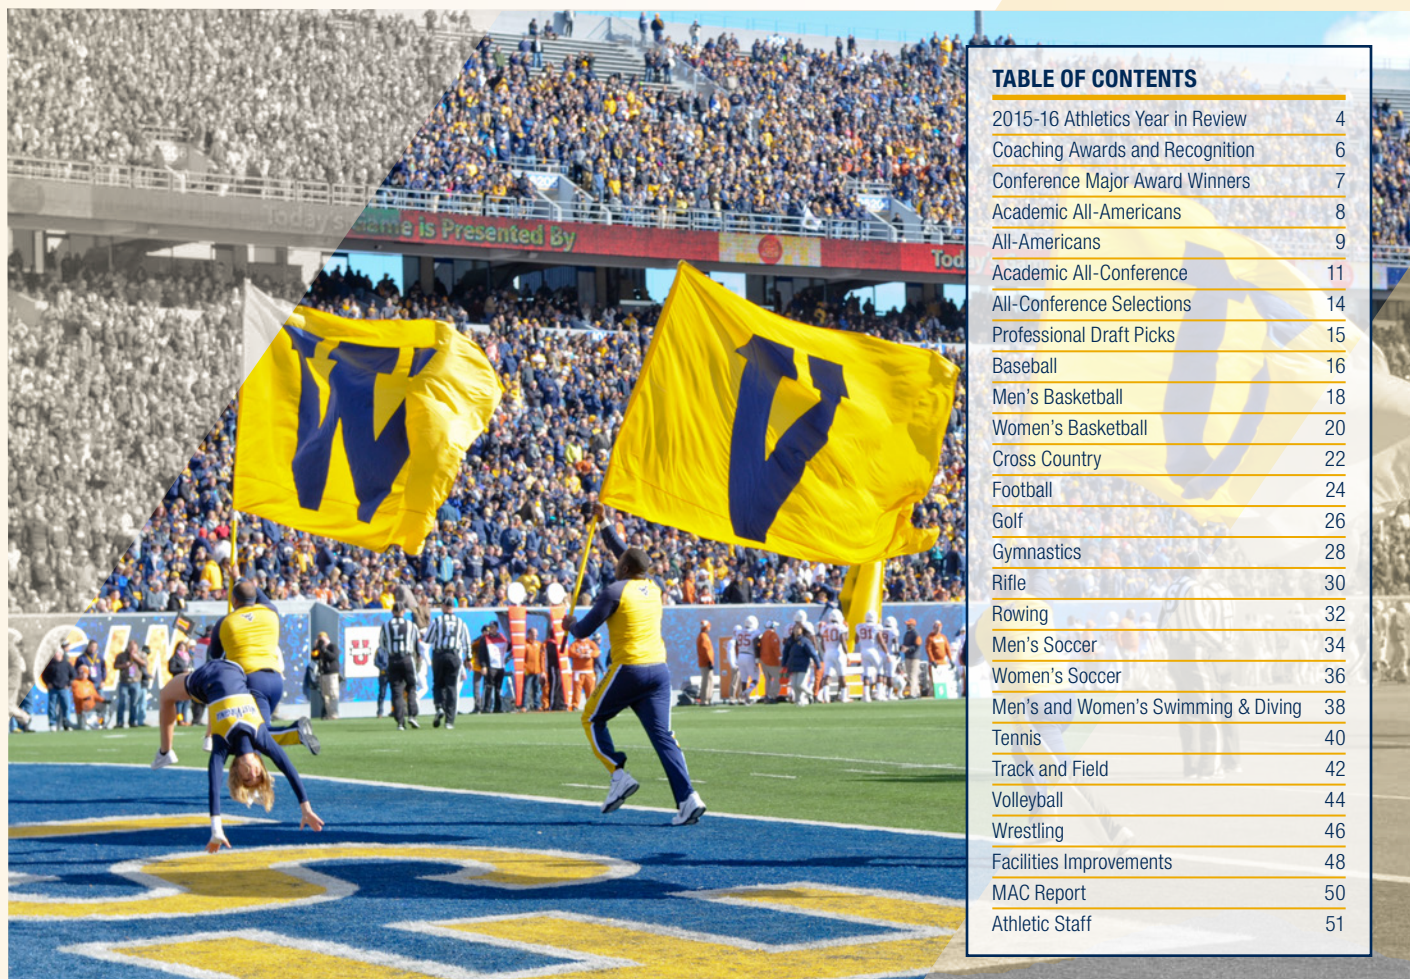 TABLE OF CONTENTS
2015-16 Athletics Year in Review 4
Coaching Awards and Recognition 6
Conference Major Award Winners 7
Academic All-Americans 8
All-Americans 9
Academic All-Conference 11
All-Conference Selections 14
Professional Draft Picks 15
Baseball 16
Men’s Basketball 18
Women’s Basketball 20
Cross Country 22
Football 24
Golf 26
Gymnastics 28
Rifle 30
Rowing 32
Men’s Soccer 34
Women’s Soccer 36
Men’s and Women’s Swimming & Diving 38
Tennis 40
Track and Field 42
Volleyball 44
Wrestling 46
Facilities Improvements 48
MAC Report 50
Athletic Staff 51
Game is Presented By
Tod
W
V
U